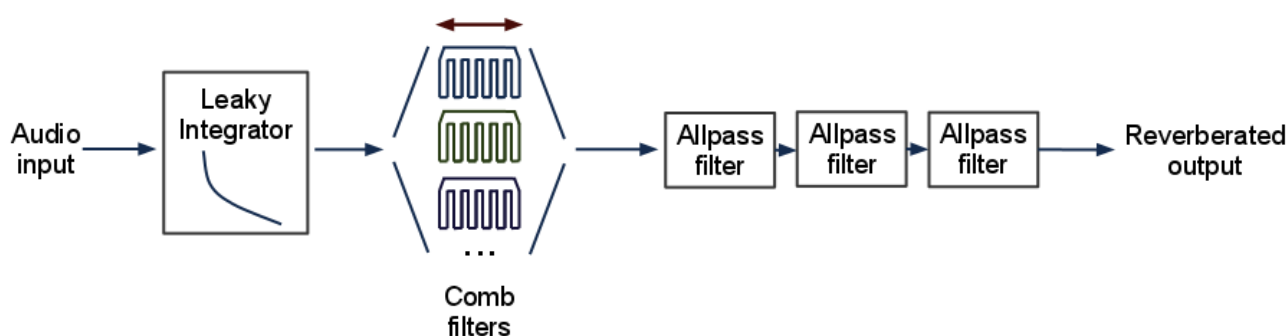 Audio
input
Leaky
Integrator
...
Comb
filters
Allpass
filter
Allpass
filter
Allpass
filter
Reverberated
output